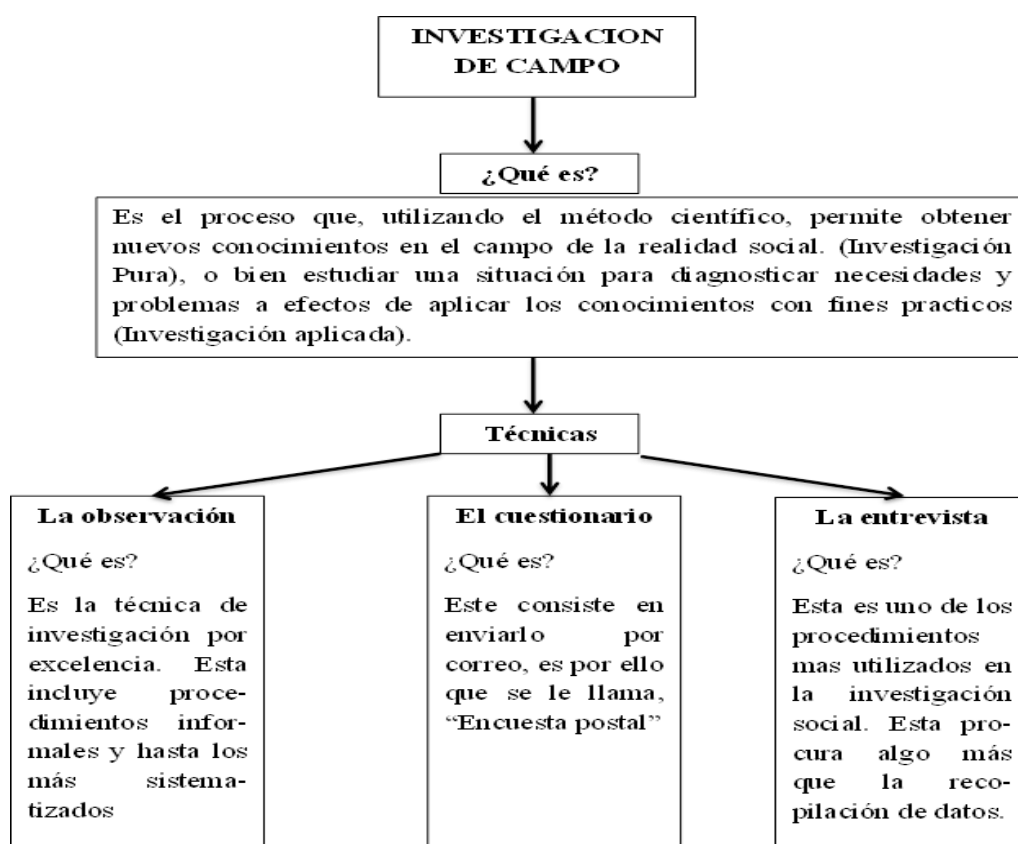 INVESTIGACION
DE CAMPO
¿Qué es?
Es el proceso que, utilizando el método científico, permite obtener
nuevos conocimientos en el campo de la realidad social. (Investigación
Pura), o bien estudiar una situación para diagnosticar necesidades y
problemas a efectos de aplicar los conocimientos con fines practicos
(Investigación aplicada).
Técnicas
La observación
¿Qué es?
Es la técnica de
investigación por
excelencia. Esta
incluye proce-
dimientos infor-
males y hasta los
más sistema-
tizados
El cuestionario
¿Qué es?
Este consiste en
enviarlo por
correo, es por ello
que se le llama,
“Encuesta postal”
La entrevista
¿Qué es?
Esta es uno de los
procedimientos
mas utilizados en
la investigación
social. Esta pro-
cura algo más
que la reco-
pilación de datos.